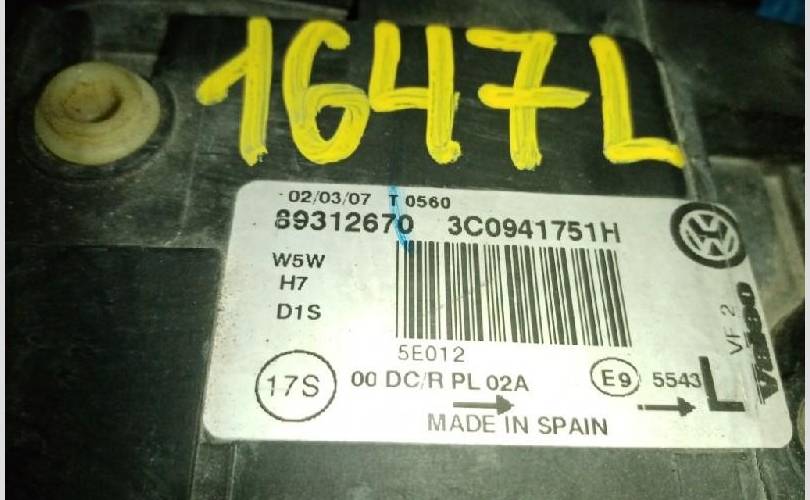 1647L
02/03/07 T 0560
89312670 3C0941751H
W5W
H7
D1S
5E012
VF 2
Valeo
17S 00 DC/R PL 02A E9 5543 L
MADE IN SPAIN